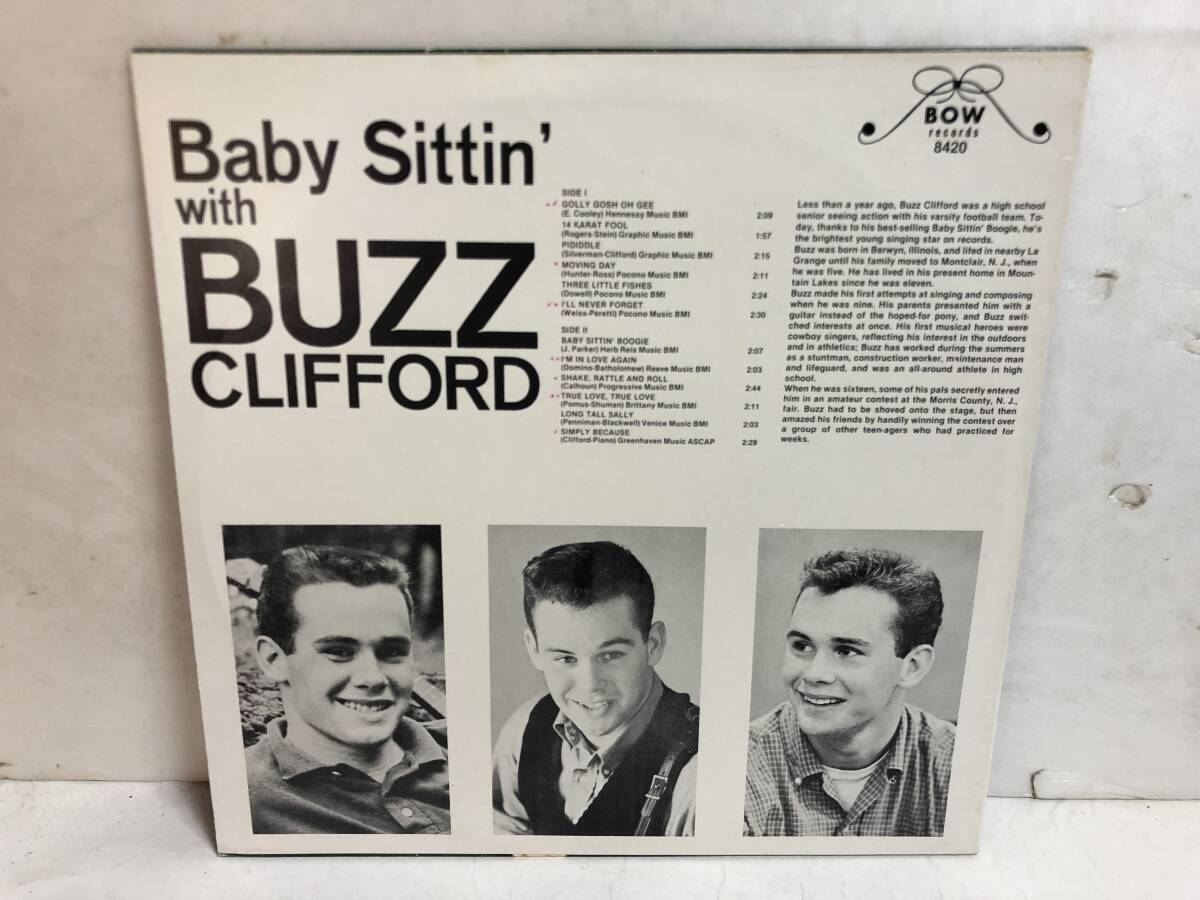 Baby Sittin'
with
BUZZ
CLIFFORD
BOW
records
8420
SIDE I
GOLLY GOSH OH GEE
(E. Cooley) Hennessy Music BMI 2:09
14 KARAT FOOL
(Rogers-Stein) Graphic Music BMI 1:57
PIDIDDLE
(Silverman-Clifford) Graphic Music BMI 2:15
MOVING DAY
(Hunter-Ross) Pocono Music BMI 2:11
THREE LITTLE FISHES
(Dowell) Pocono Music BMI 2:24
I'LL NEVER FORGET
(Weiss-Peretti) Pocono Music BMI 2:30
SIDE II
BABY SITTIN' BOOGIE
(J. Parker) Herb Reis Music BMI 2:07
I'M IN LOVE AGAIN
(Domino-Batholomew) Reeve Music BMI 2:03
SHAKE, RATTLE AND ROLL
(Calhoun) Progressive Music BMI 2:44
TRUE LOVE, TRUE LOVE
(Pomus-Shuman) Brittany Music BMI 2:11
LONG TALL SALLY
(Penniman-Blackwell) Venice Music BMI 2:03
SIMPLY BECAUSE
(Clifford-Piano) Greenhaven Music ASCAP 2:29
Less than a year ago, Buzz Clifford was a high school
senior seeing action with his varsity football team. To-
day, thanks to his best-selling Baby Sittin' Boogie, he's
the brightest young singing star on records.
Buzz was born in Berwyn, Illinois, and lifed in nearby La
Grange until his family moved to Montclair, N. J., when
he was five. He has lived in his present home in Moun-
tain Lakes since he was eleven.
Buzz made his first attempts at singing and composing
when he was nine. His parents presented him with a
guitar instead of the hoped-for pony, and Buzz swit-
ched interests at once. His first musical heroes were
cowboy singers, reflecting his interest in the outdoors
and in athletics; Buzz has worked during the summers
as a stuntman, construction worker, maintenance man
and lifeguard, and was an all-around athlete in high
school.
When he was sixteen, some of his pals secretly entered
him in an amateur contest at the Morris County, N. J.,
fair. Buzz had to be shoved onto the stage, but then
amazed his friends by handily winning the contest over
a group of other teen-agers who had practiced for
weeks.